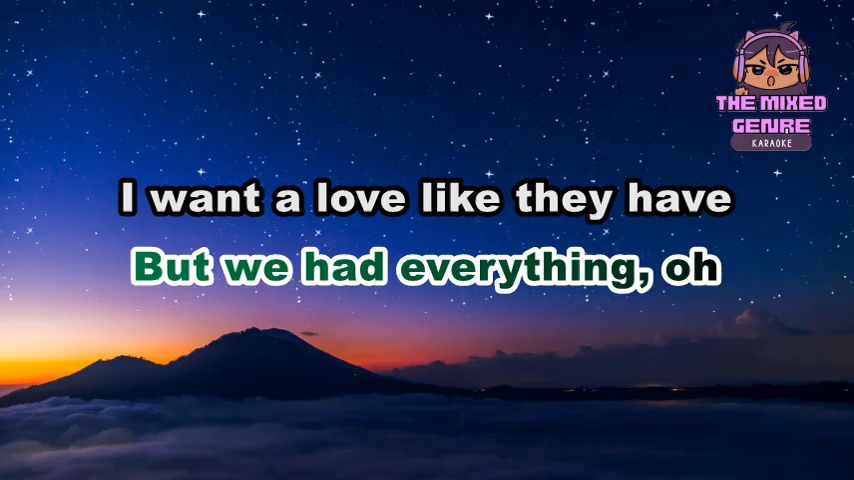 THE MIXED
GENRE
KARAOKE
I want a love like they have
But we had everything, oh